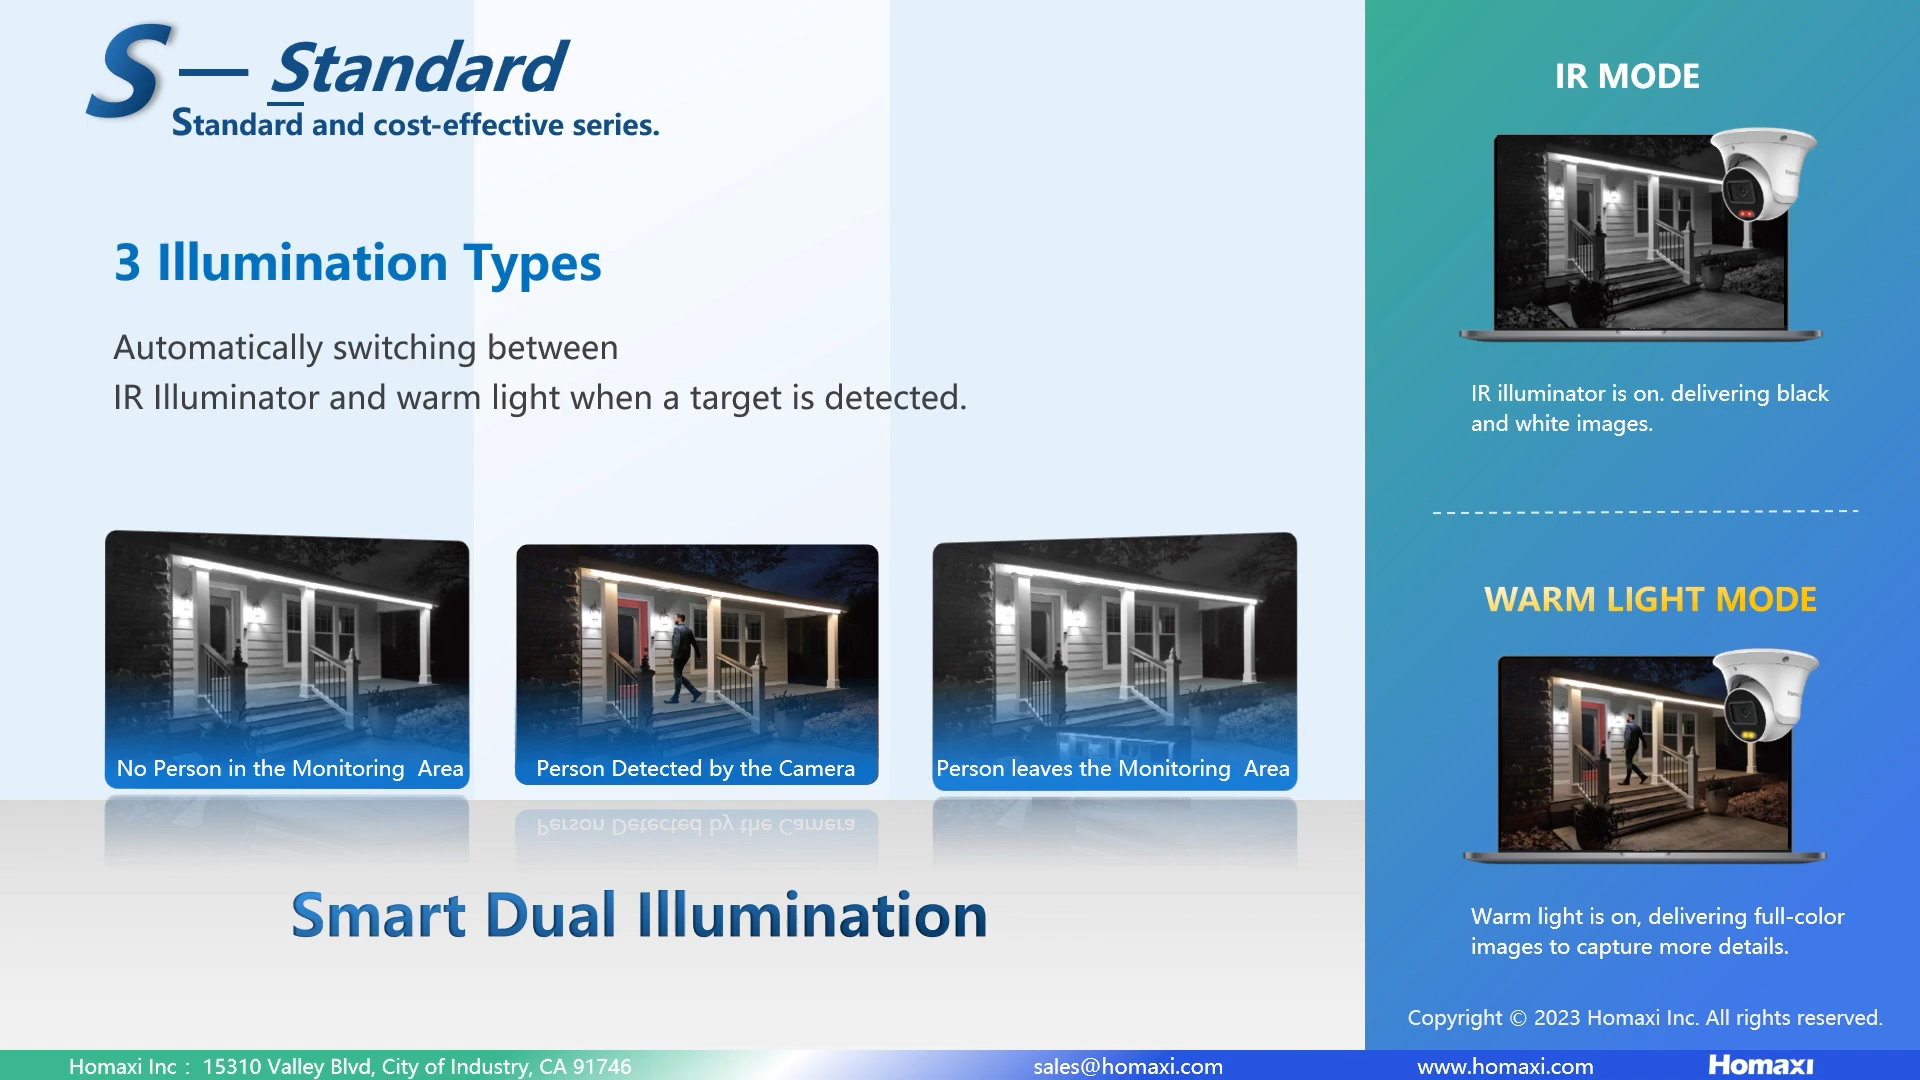 S — Standard
Standard and cost-effective series.
3 Illumination Types
Automatically switching between
IR Illuminator and warm light when a target is detected.
No Person in the Monitoring Area
Person Detected by the Camera
Person leaves the Monitoring Area
Person Detected by the Camera
Smart Dual Illumination
IR MODE
IR illuminator is on. delivering black
and white images.
WARM LIGHT MODE
Warm light is on, delivering full-color
images to capture more details.
Copyright © 2023 Homaxi Inc. All rights reserved.
Homaxi Inc : 15310 Valley Blvd, City of Industry, CA 91746
sales@homaxi.com
www.homaxi.com
Homaxi